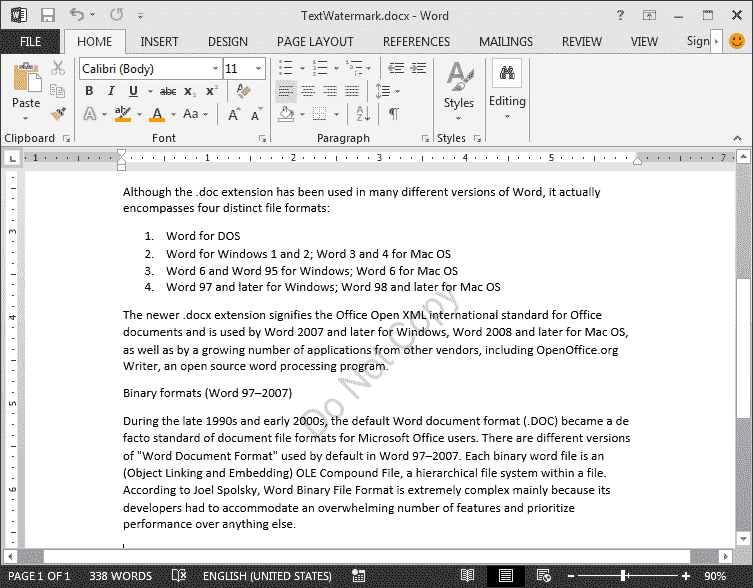 TextWatermark.docx - Word
FILE HOME INSERT DESIGN PAGE LAYOUT REFERENCES MAILINGS REVIEW VIEW Sign
Calibri (Body) 11
Paste
Styles
Editing
Clipboard Font Paragraph Styles
1 1 2 3 4 5 7
Although the .doc extension has been used in many different versions of Word, it actually
encompasses four distinct file formats:
1. Word for DOS
2. Word for Windows 1 and 2; Word 3 and 4 for Mac OS
3. Word 6 and Word 95 for Windows; Word 6 for Mac OS
4. Word 97 and later for Windows; Word 98 and later for Mac OS
The newer .docx extension signifies the Office Open XML international standard for Office
documents and is used by Word 2007 and later for Windows, Word 2008 and later for Mac OS,
as well as by a growing number of applications from other vendors, including OpenOffice.org
Writer, an open source word processing program.
Do Not Copy
Binary formats (Word 97–2007)
During the late 1990s and early 2000s, the default Word document format (.DOC) became a de
facto standard of document file formats for Microsoft Office users. There are different versions
of "Word Document Format" used by default in Word 97–2007. Each binary word file is an
(Object Linking and Embedding) OLE Compound File, a hierarchical file system within a file.
According to Joel Spolsky, Word Binary File Format is extremely complex mainly because its
developers had to accommodate an overwhelming number of features and prioritize
performance over anything else.
3
4
5
6
PAGE 1 OF 1 338 WORDS ENGLISH (UNITED STATES) 90%